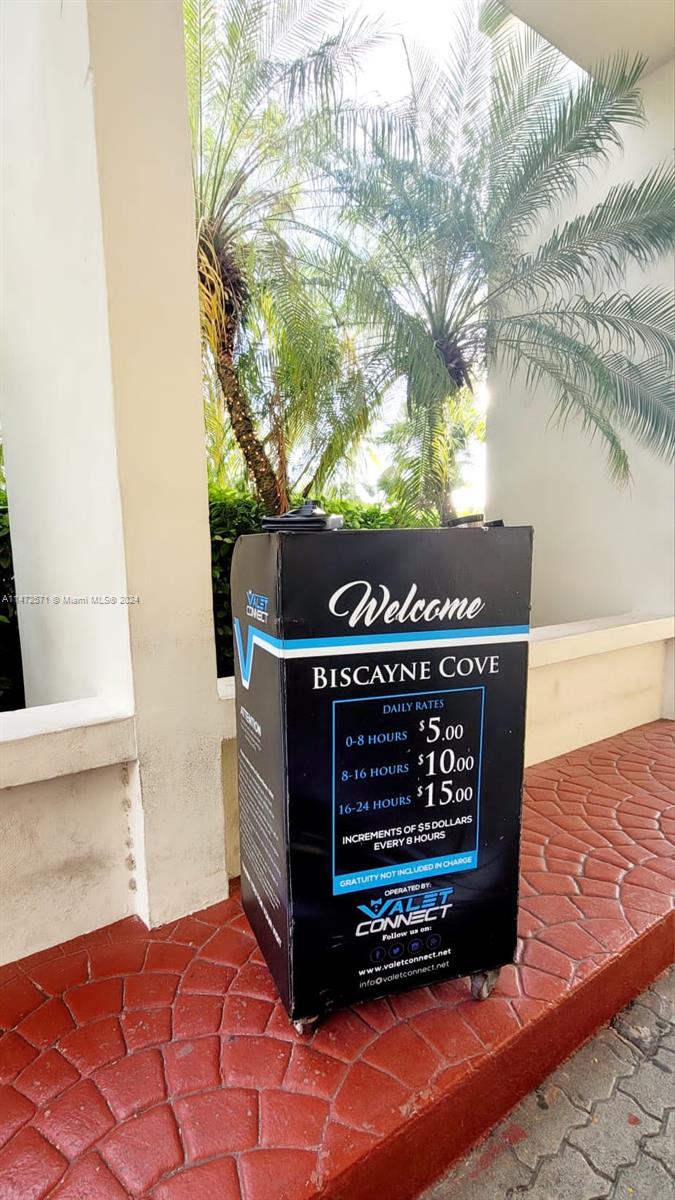 A11472571 © Miami MLS® 2024
VALET
CONNECT
ATTENTION
Welcome
BISCAYNE COVE
DAILY RATES
0-8 HOURS $5.00
8-16 HOURS $10.00
16-24 HOURS $15.00
INCREMENTS OF $5 DOLLARS
EVERY 8 HOURS
GRATUITY NOT INCLUDED IN CHARGE
OPERATED BY:
VALET
CONNECT
Follow us on:
www.valetconnect.net
info@valetconnect.net